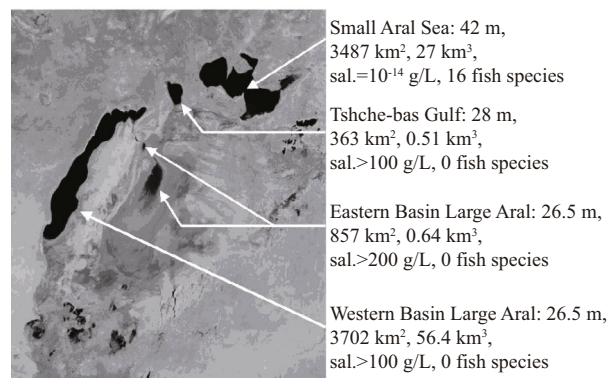 Small Aral Sea: 42 m,
3487 km², 27 km³,
sal.=10⁻¹⁴ g/L, 16 fish species
Tshche-bas Gulf: 28 m,
363 km², 0.51 km³,
sal.>100 g/L, 0 fish species
Eastern Basin Large Aral: 26.5 m,
857 km², 0.64 km³,
sal.>200 g/L, 0 fish species
Western Basin Large Aral: 26.5 m,
3702 km², 56.4 km³,
sal.>100 g/L, 0 fish species